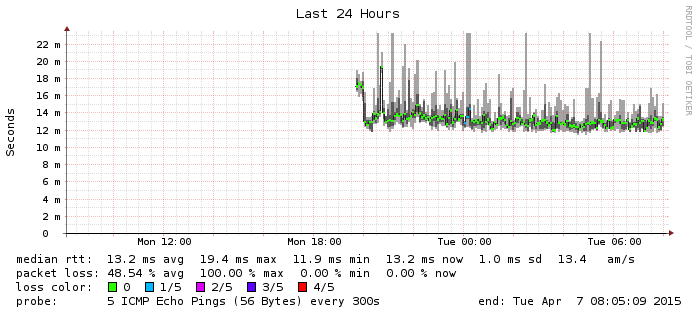 Last 24 Hours
RRDTOOL / TOBI OETIKER
Seconds
22 m
20 m
18 m
16 m
14 m
12 m
10 m
8 m
6 m
4 m
2 m
0
Mon 12:00 Mon 18:00 Tue 00:00 Tue 06:00
median rtt: 13.2 ms avg 19.4 ms max 11.9 ms min 13.2 ms now 1.0 ms sd 13.4 am/s
packet loss: 48.54 % avg 100.00 % max 0.00 % min 0.00 % now
loss color: 0 1/5 2/5 3/5 4/5
probe: 5 ICMP Echo Pings (56 Bytes) every 300s end: Tue Apr 7 08:05:09 2015